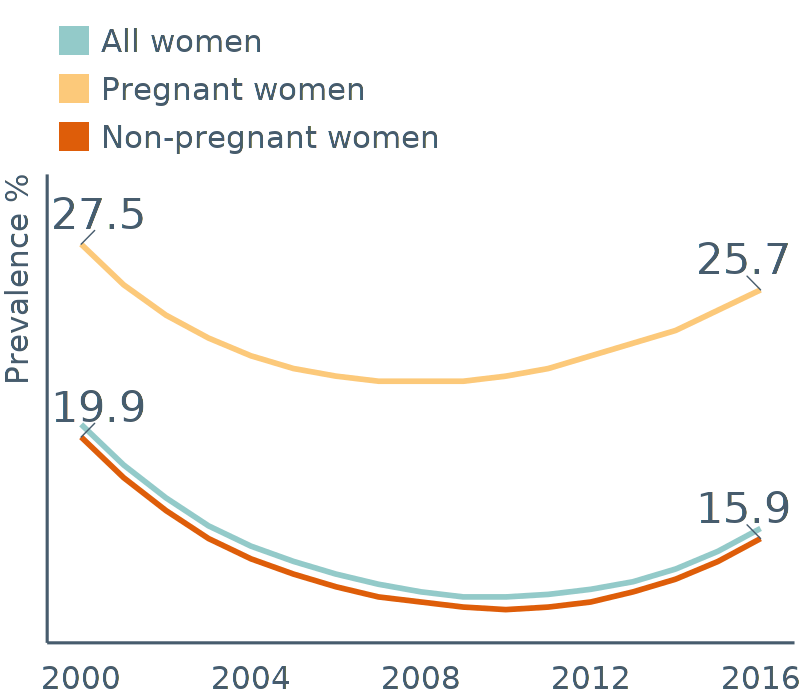 All women
Pregnant women
Non-pregnant women
Prevalence %
27.5
25.7
19.9
15.9
2000 2004 2008 2012 2016